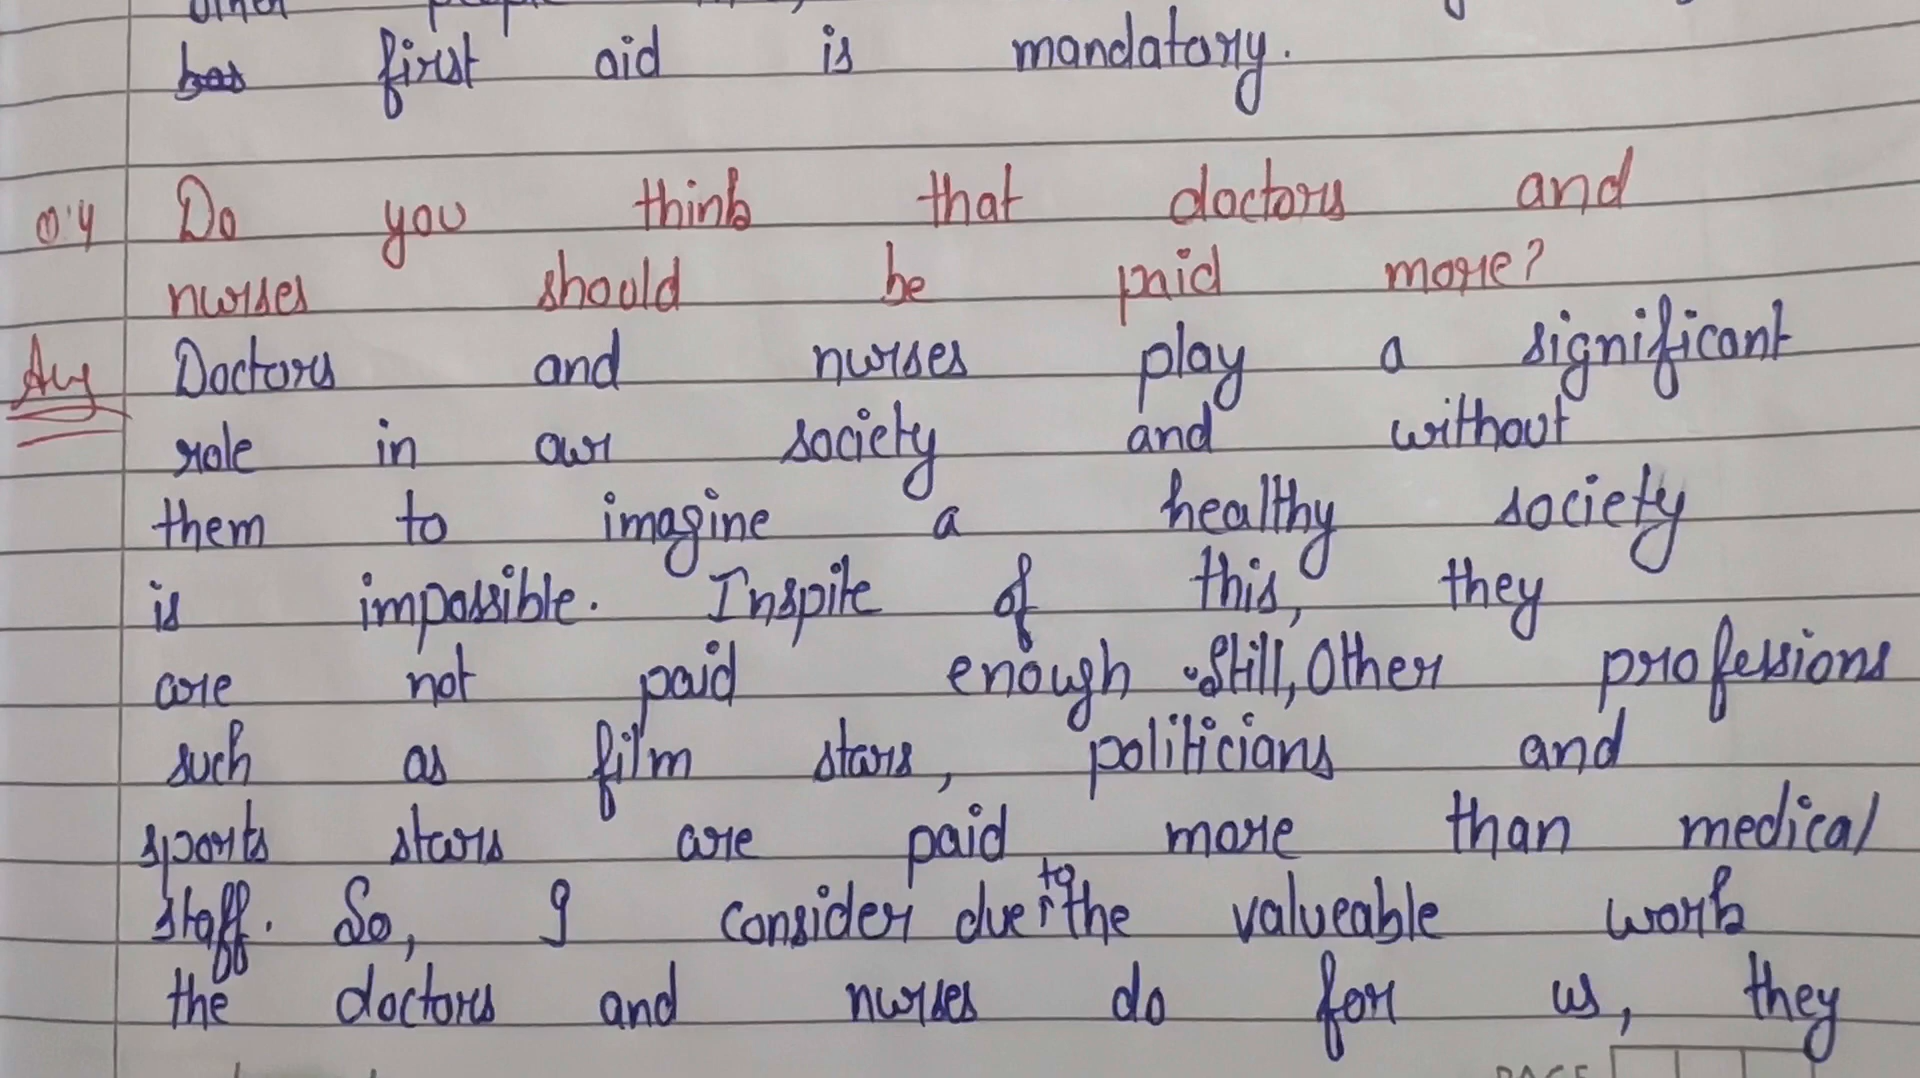 other people
first aid is mandatory.
Q.4 Do you think that doctors and
nurses should be paid more?
Ans Doctors and nurses play a significant
role in our society and without
them to imagine a healthy society
is impossible. Inspite of this, they
are not paid enough. Still, Other professions
such as film stars, politicians and
sports stars are paid more than medical
staff. So, I consider due to the valueable work
the doctors and nurses do for us, they
PAGE